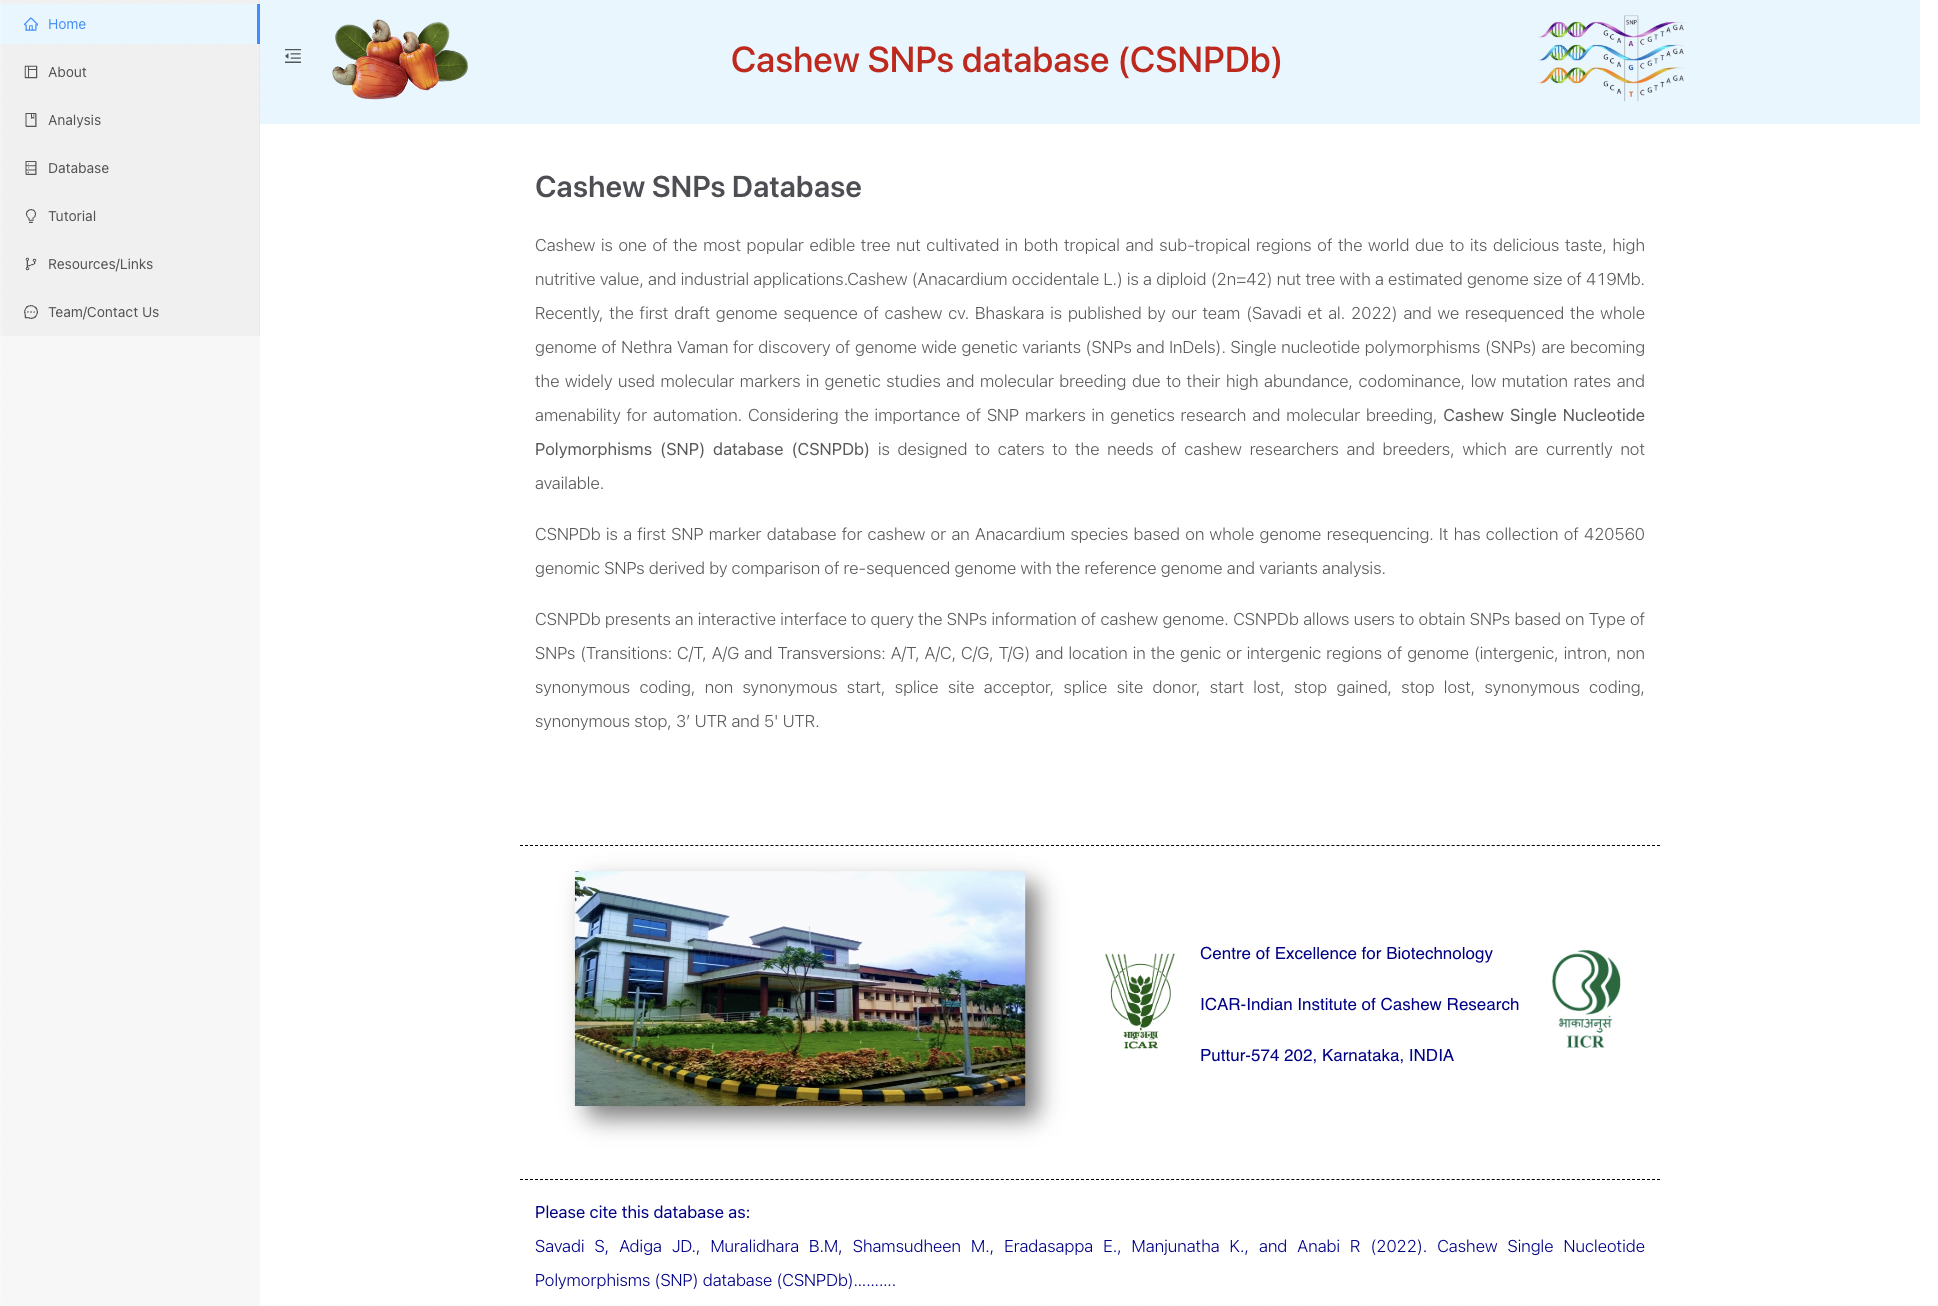 Home
About
Analysis
Database
Tutorial
Resources/Links
Team/Contact Us
Cashew SNPs database (CSNPDb)
SNP
GCAACGTTAGA
GCAGCGTTAGA
GCATCGTTAGA
Cashew SNPs Database
Cashew is one of the most popular edible tree nut cultivated in both tropical and sub-tropical regions of the world due to its delicious taste, high
nutritive value, and industrial applications.Cashew (Anacardium occidentale L.) is a diploid (2n=42) nut tree with a estimated genome size of 419Mb.
Recently, the first draft genome sequence of cashew cv. Bhaskara is published by our team (Savadi et al. 2022) and we resequenced the whole
genome of Nethra Vaman for discovery of genome wide genetic variants (SNPs and InDels). Single nucleotide polymorphisms (SNPs) are becoming
the widely used molecular markers in genetic studies and molecular breeding due to their high abundance, codominance, low mutation rates and
amenability for automation. Considering the importance of SNP markers in genetics research and molecular breeding, Cashew Single Nucleotide
Polymorphisms (SNP) database (CSNPDb) is designed to caters to the needs of cashew researchers and breeders, which are currently not
available.
CSNPDb is a first SNP marker database for cashew or an Anacardium species based on whole genome resequencing. It has collection of 420560
genomic SNPs derived by comparison of re-sequenced genome with the reference genome and variants analysis.
CSNPDb presents an interactive interface to query the SNPs information of cashew genome. CSNPDb allows users to obtain SNPs based on Type of
SNPs (Transitions: C/T, A/G and Transversions: A/T, A/C, C/G, T/G) and location in the genic or intergenic regions of genome (intergenic, intron, non
synonymous coding, non synonymous start, splice site acceptor, splice site donor, start lost, stop gained, stop lost, synonymous coding,
synonymous stop, 3′ UTR and 5' UTR.
भाकृअनुप
ICAR
Centre of Excellence for Biotechnology
ICAR-Indian Institute of Cashew Research
Puttur-574 202, Karnataka, INDIA
भाकाअनुसं
IICR
Please cite this database as:
Savadi S, Adiga JD., Muralidhara B.M, Shamsudheen M., Eradasappa E., Manjunatha K., and Anabi R (2022). Cashew Single Nucleotide
Polymorphisms (SNP) database (CSNPDb)..........